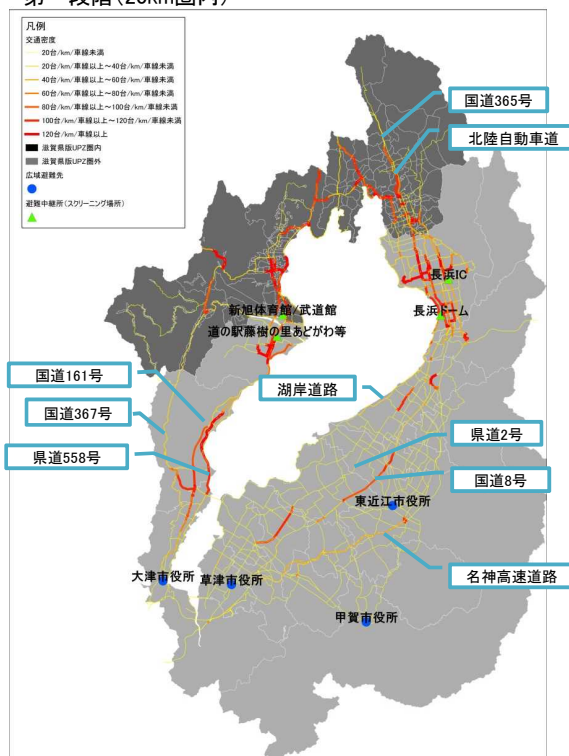 凡例
交通密度
20台/km/車線未満
20台/km/車線以上～40台/km/車線未満
40台/km/車線以上～60台/km/車線未満
60台/km/車線以上～80台/km/車線未満
80台/km/車線以上～100台/km/車線未満
100台/km/車線以上～120台/km/車線未満
120台/km/車線以上
滋賀県版UPZ圏内
滋賀県版UPZ圏外
広域避難先
避難中継所(スクリーニング場所)
国道365号
北陸自動車道
長浜IC
長浜ドーム
新旭体育館/武道館
道の駅藤樹の里あどがわ等
国道161号
国道367号
県道558号
湖岸道路
県道2号
国道8号
東近江市役所
名神高速道路
大津市役所
草津市役所
甲賀市役所